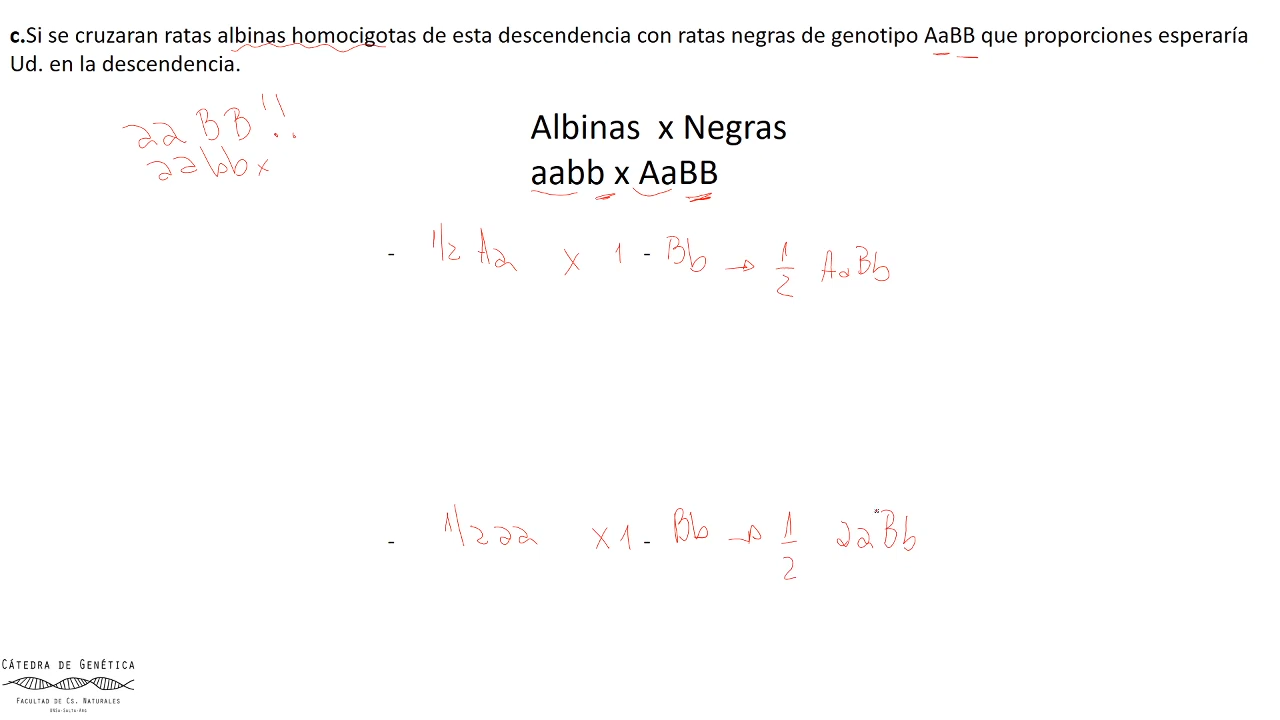 c.Si se cruzaran ratas albinas homocigotas de esta descendencia con ratas negras de genotipo AaBB que proporciones esperaría
Ud. en la descendencia.
aaBB!!
aabb x
Albinas x Negras
aabb x AaBB
- 1/2 Aa x 1 - Bb → 1/2 AaBb
- 1/2 aa x 1 - Bb → 1/2 aaBb
CÁTEDRA DE GENÉTICA
FACULTAD DE CS. NATURALES